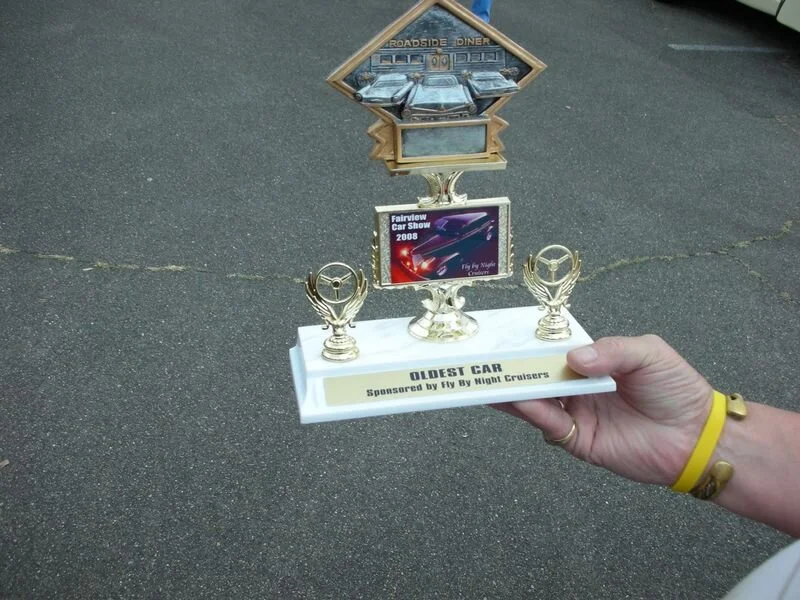 ROADSIDE DINER
Fairview
Car Show
2008
Fly By Night
Cruisers
OLDEST CAR
Sponsored by Fly By Night Cruisers